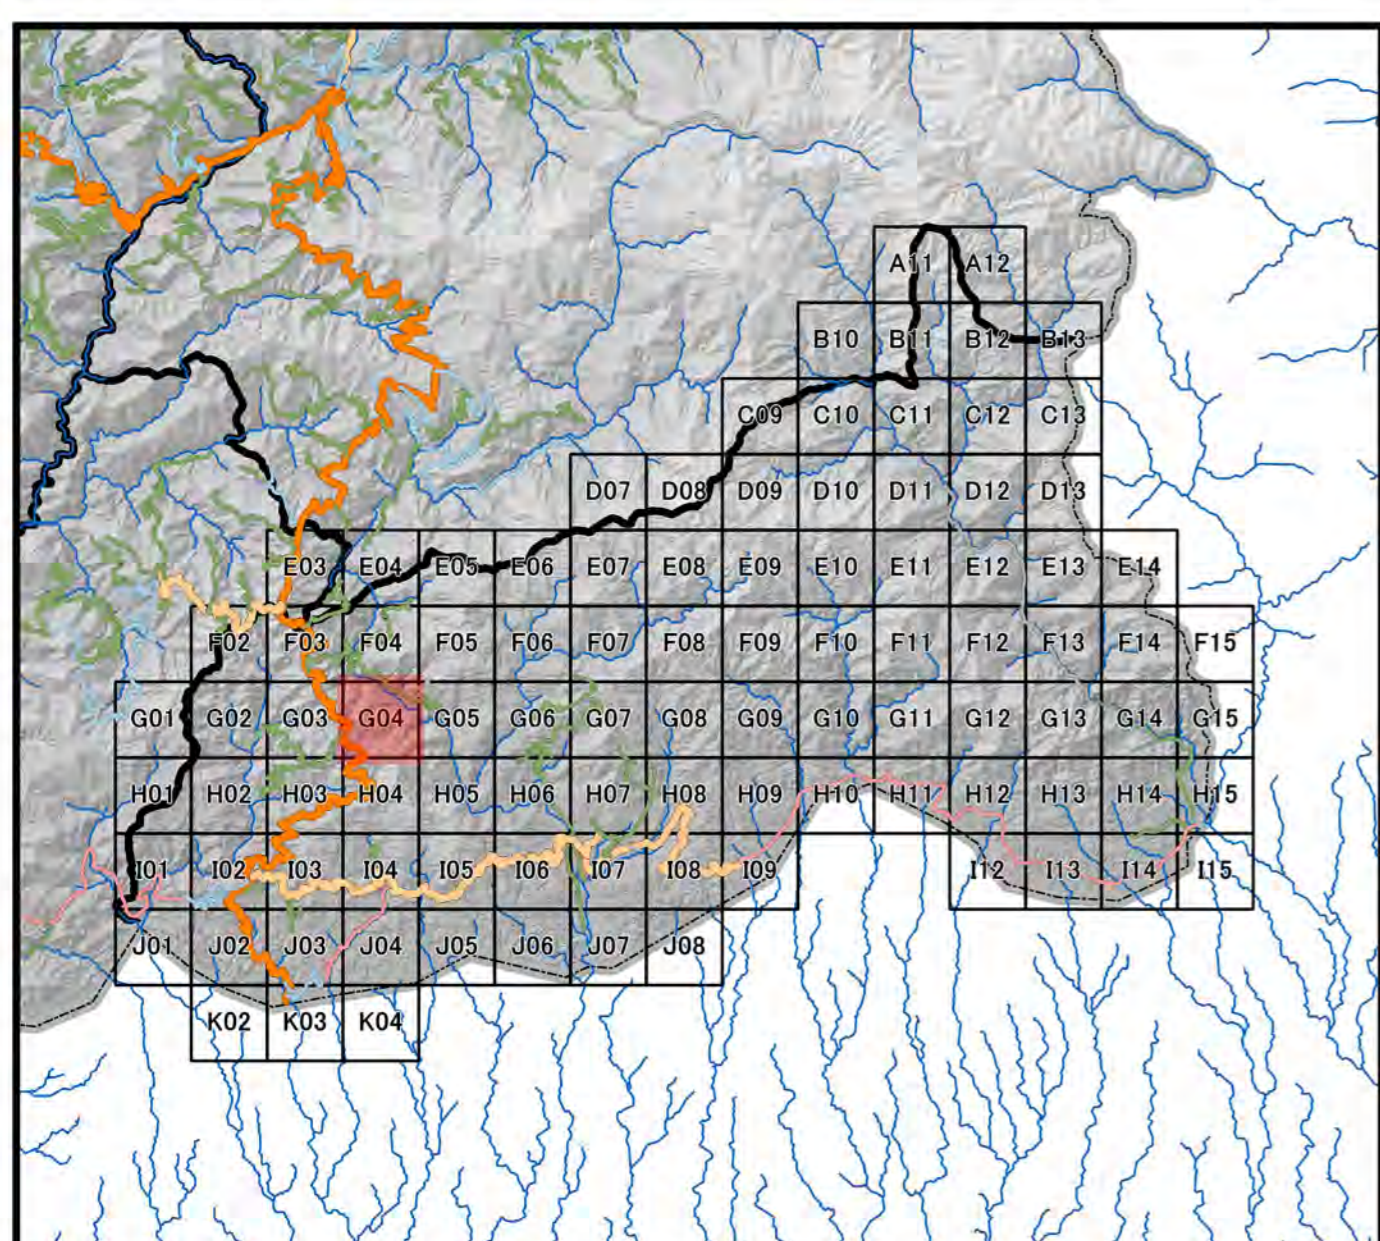 A11 A12
B10 B11 B12 B13
C09 C10 C11 C12 C13
D07 D08 D09 D10 D11 D12 D13
E03 E04 E05 E06 E07 E08 E09 E10 E11 E12 E13 E14
F02 F03 F04 F05 F06 F07 F08 F09 F10 F11 F12 F13 F14 F15
G01 G02 G03 G04 G05 G06 G07 G08 G09 G10 G11 G12 G13 G14 G15
H01 H02 H03 H04 H05 H06 H07 H08 H09 H10 H11 H12 H13 H14 H15
I01 I02 I03 I04 I05 I06 I07 I08 I09 I12 I13 I14 I15
J01 J02 J03 J04 J05 J06 J07 J08
K02 K03 K04